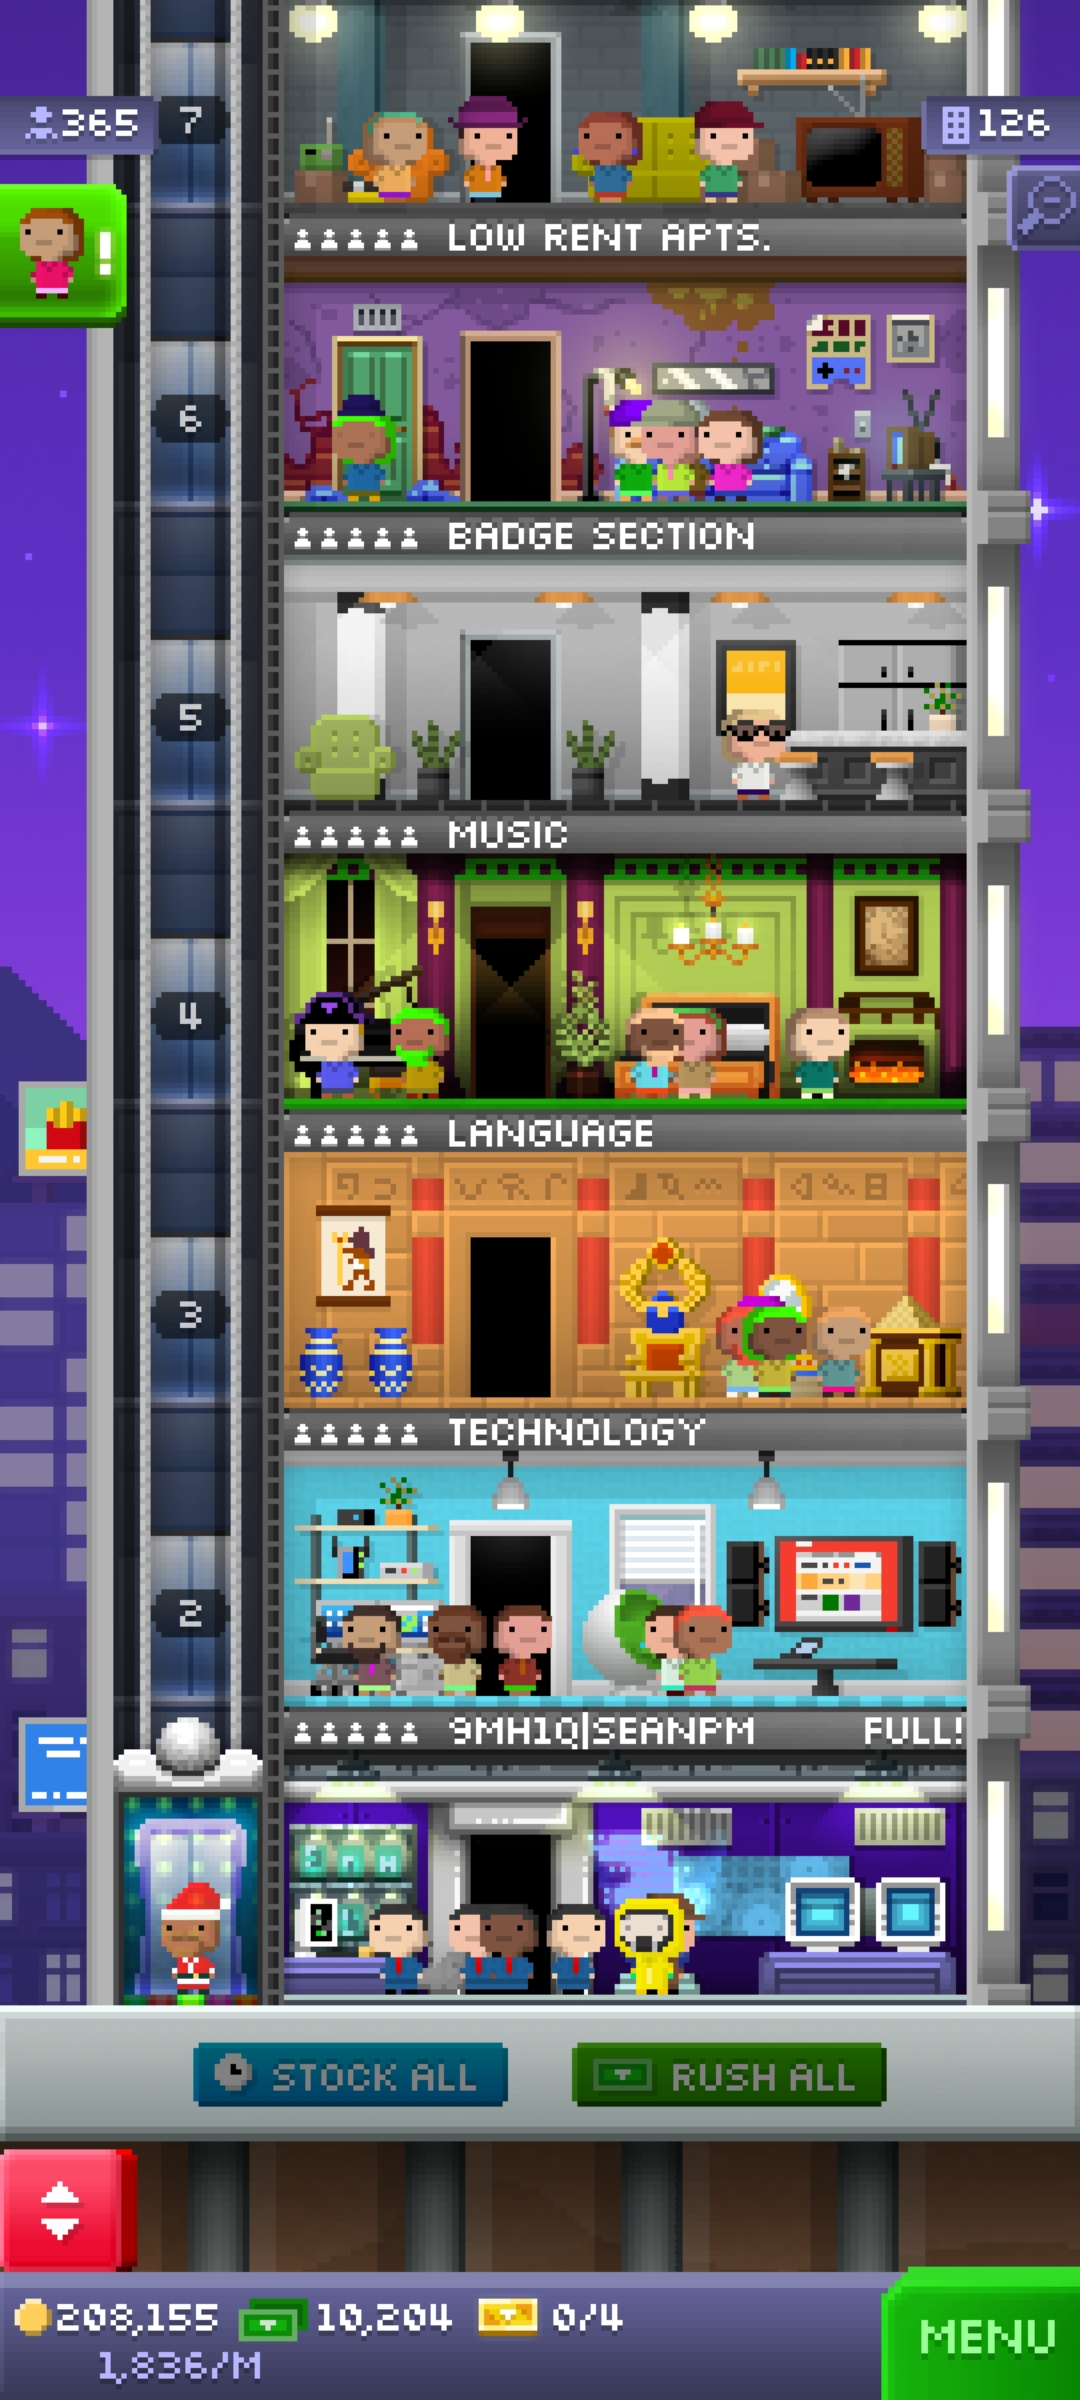 7
365
126
!
LOW RENT APTS.
6
BADGE SECTION
5
MUSIC
4
LANGUAGE
3
TECHNOLOGY
2
9MH1Q|SEANPM FULL!
STOCK ALL
RUSH ALL
208,155 10,204 0/4
1,836/M
MENU